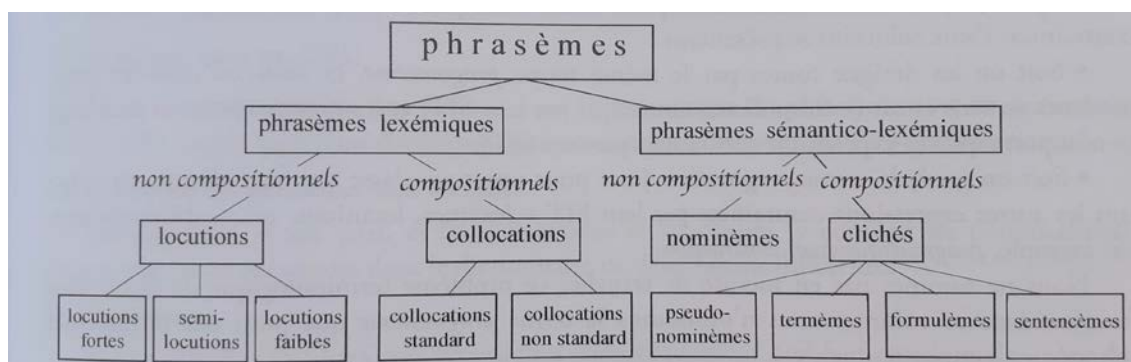 phrasèmes
phrasèmes lexémiques
phrasèmes sémantico-lexémiques
non compositionnels
compositionnels
non compositionnels
compositionnels
locutions
collocations
nominèmes
clichés
locutions
fortes
semi-
locutions
locutions
faibles
collocations
standard
collocations
non standard
pseudo-
nominèmes
termèmes
formulèmes
sentencèmes